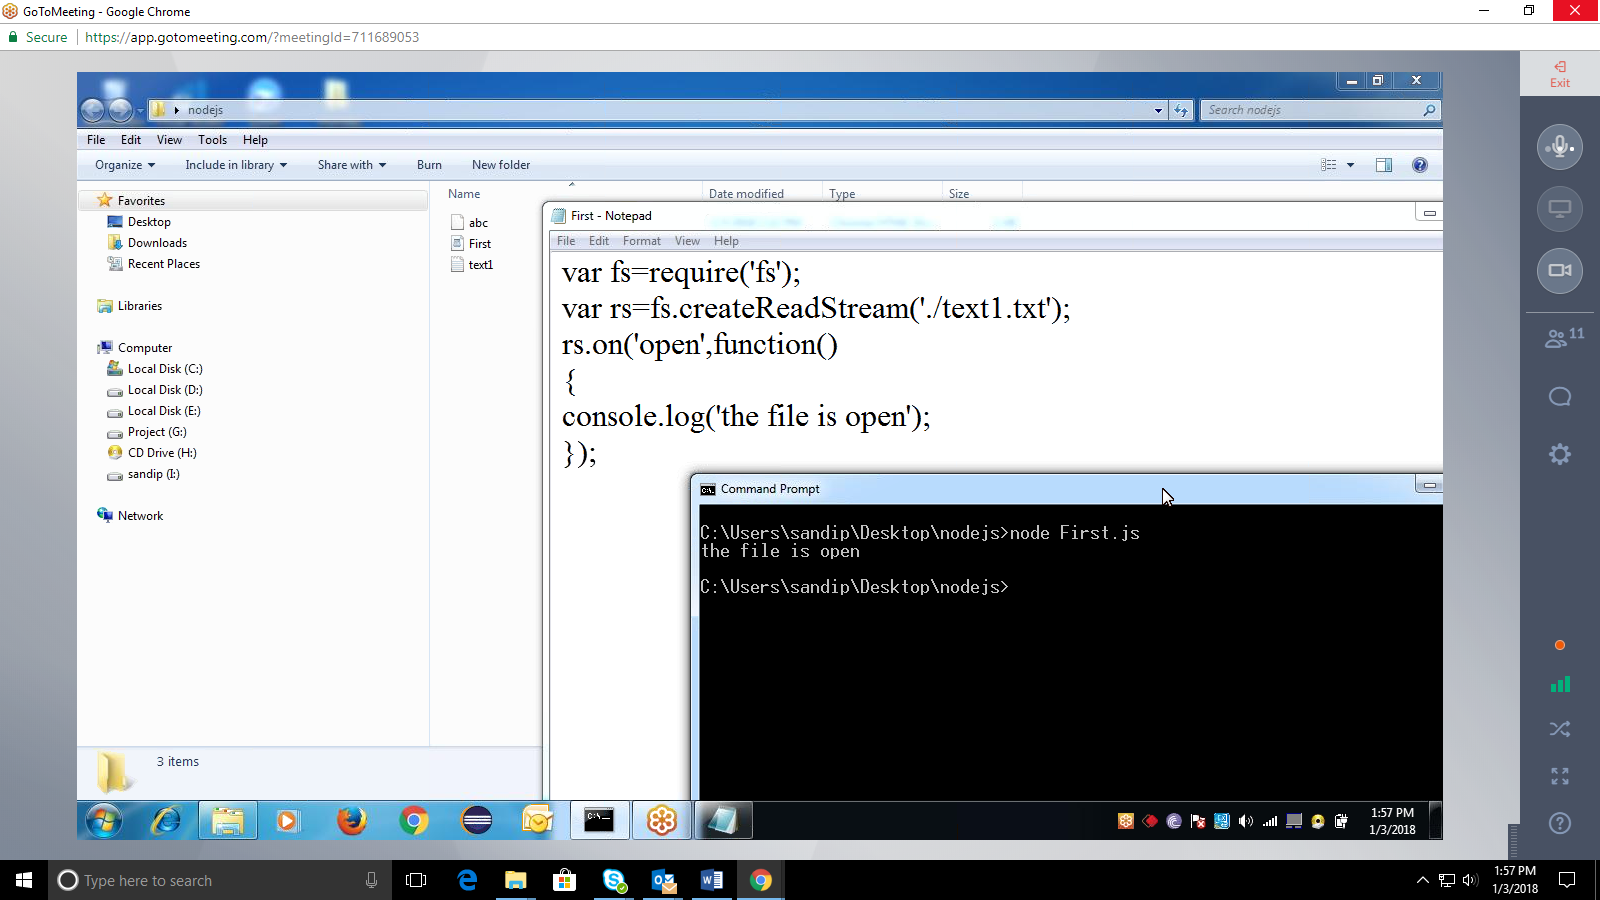 GoToMeeting - Google Chrome
Secure https://app.gotomeeting.com/?meetingId=711689053
Exit
nodejs
Search nodejs
File Edit View Tools Help
Organize Include in library Share with Burn New folder
Name Date modified Type Size
Favorites
Desktop
Downloads
Recent Places
Libraries
Computer
Local Disk (C:)
Local Disk (D:)
Local Disk (E:)
Project (G:)
CD Drive (H:)
sandip (I:)
Network
abc
First
text1
First - Notepad
File Edit Format View Help
var fs=require('fs');
var rs=fs.createReadStream('./text1.txt');
rs.on('open',function()
{
console.log('the file is open');
});
Command Prompt
C:\Users\sandip\Desktop\nodejs>node First.js
the file is open
C:\Users\sandip\Desktop\nodejs>
3 items
11
1:57 PM
1/3/2018
Type here to search
1:57 PM
1/3/2018